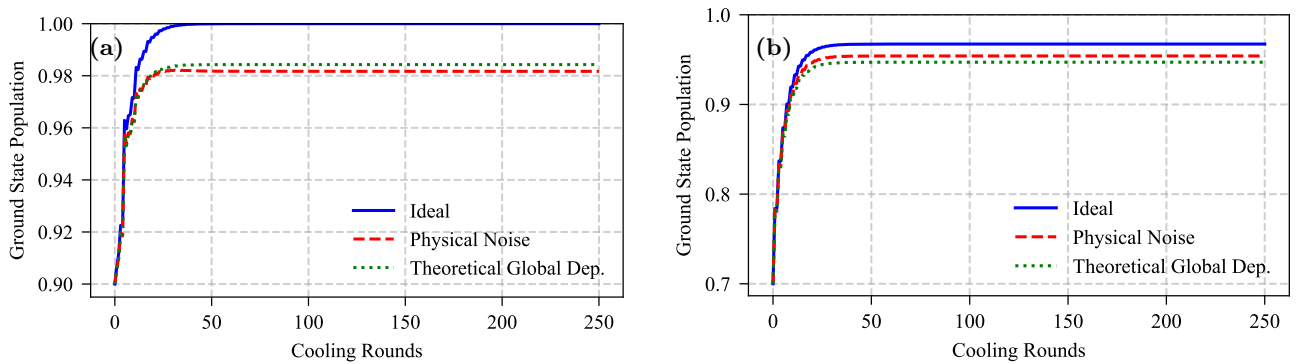 (a)
Ground State Population
1.00
0.98
0.96
0.94
0.92
0.90
Ideal
Physical Noise
Theoretical Global Dep.
0 50 100 150 200 250
Cooling Rounds
(b)
Ground State Population
1.0
0.9
0.8
0.7
Ideal
Physical Noise
Theoretical Global Dep.
0 50 100 150 200 250
Cooling Rounds